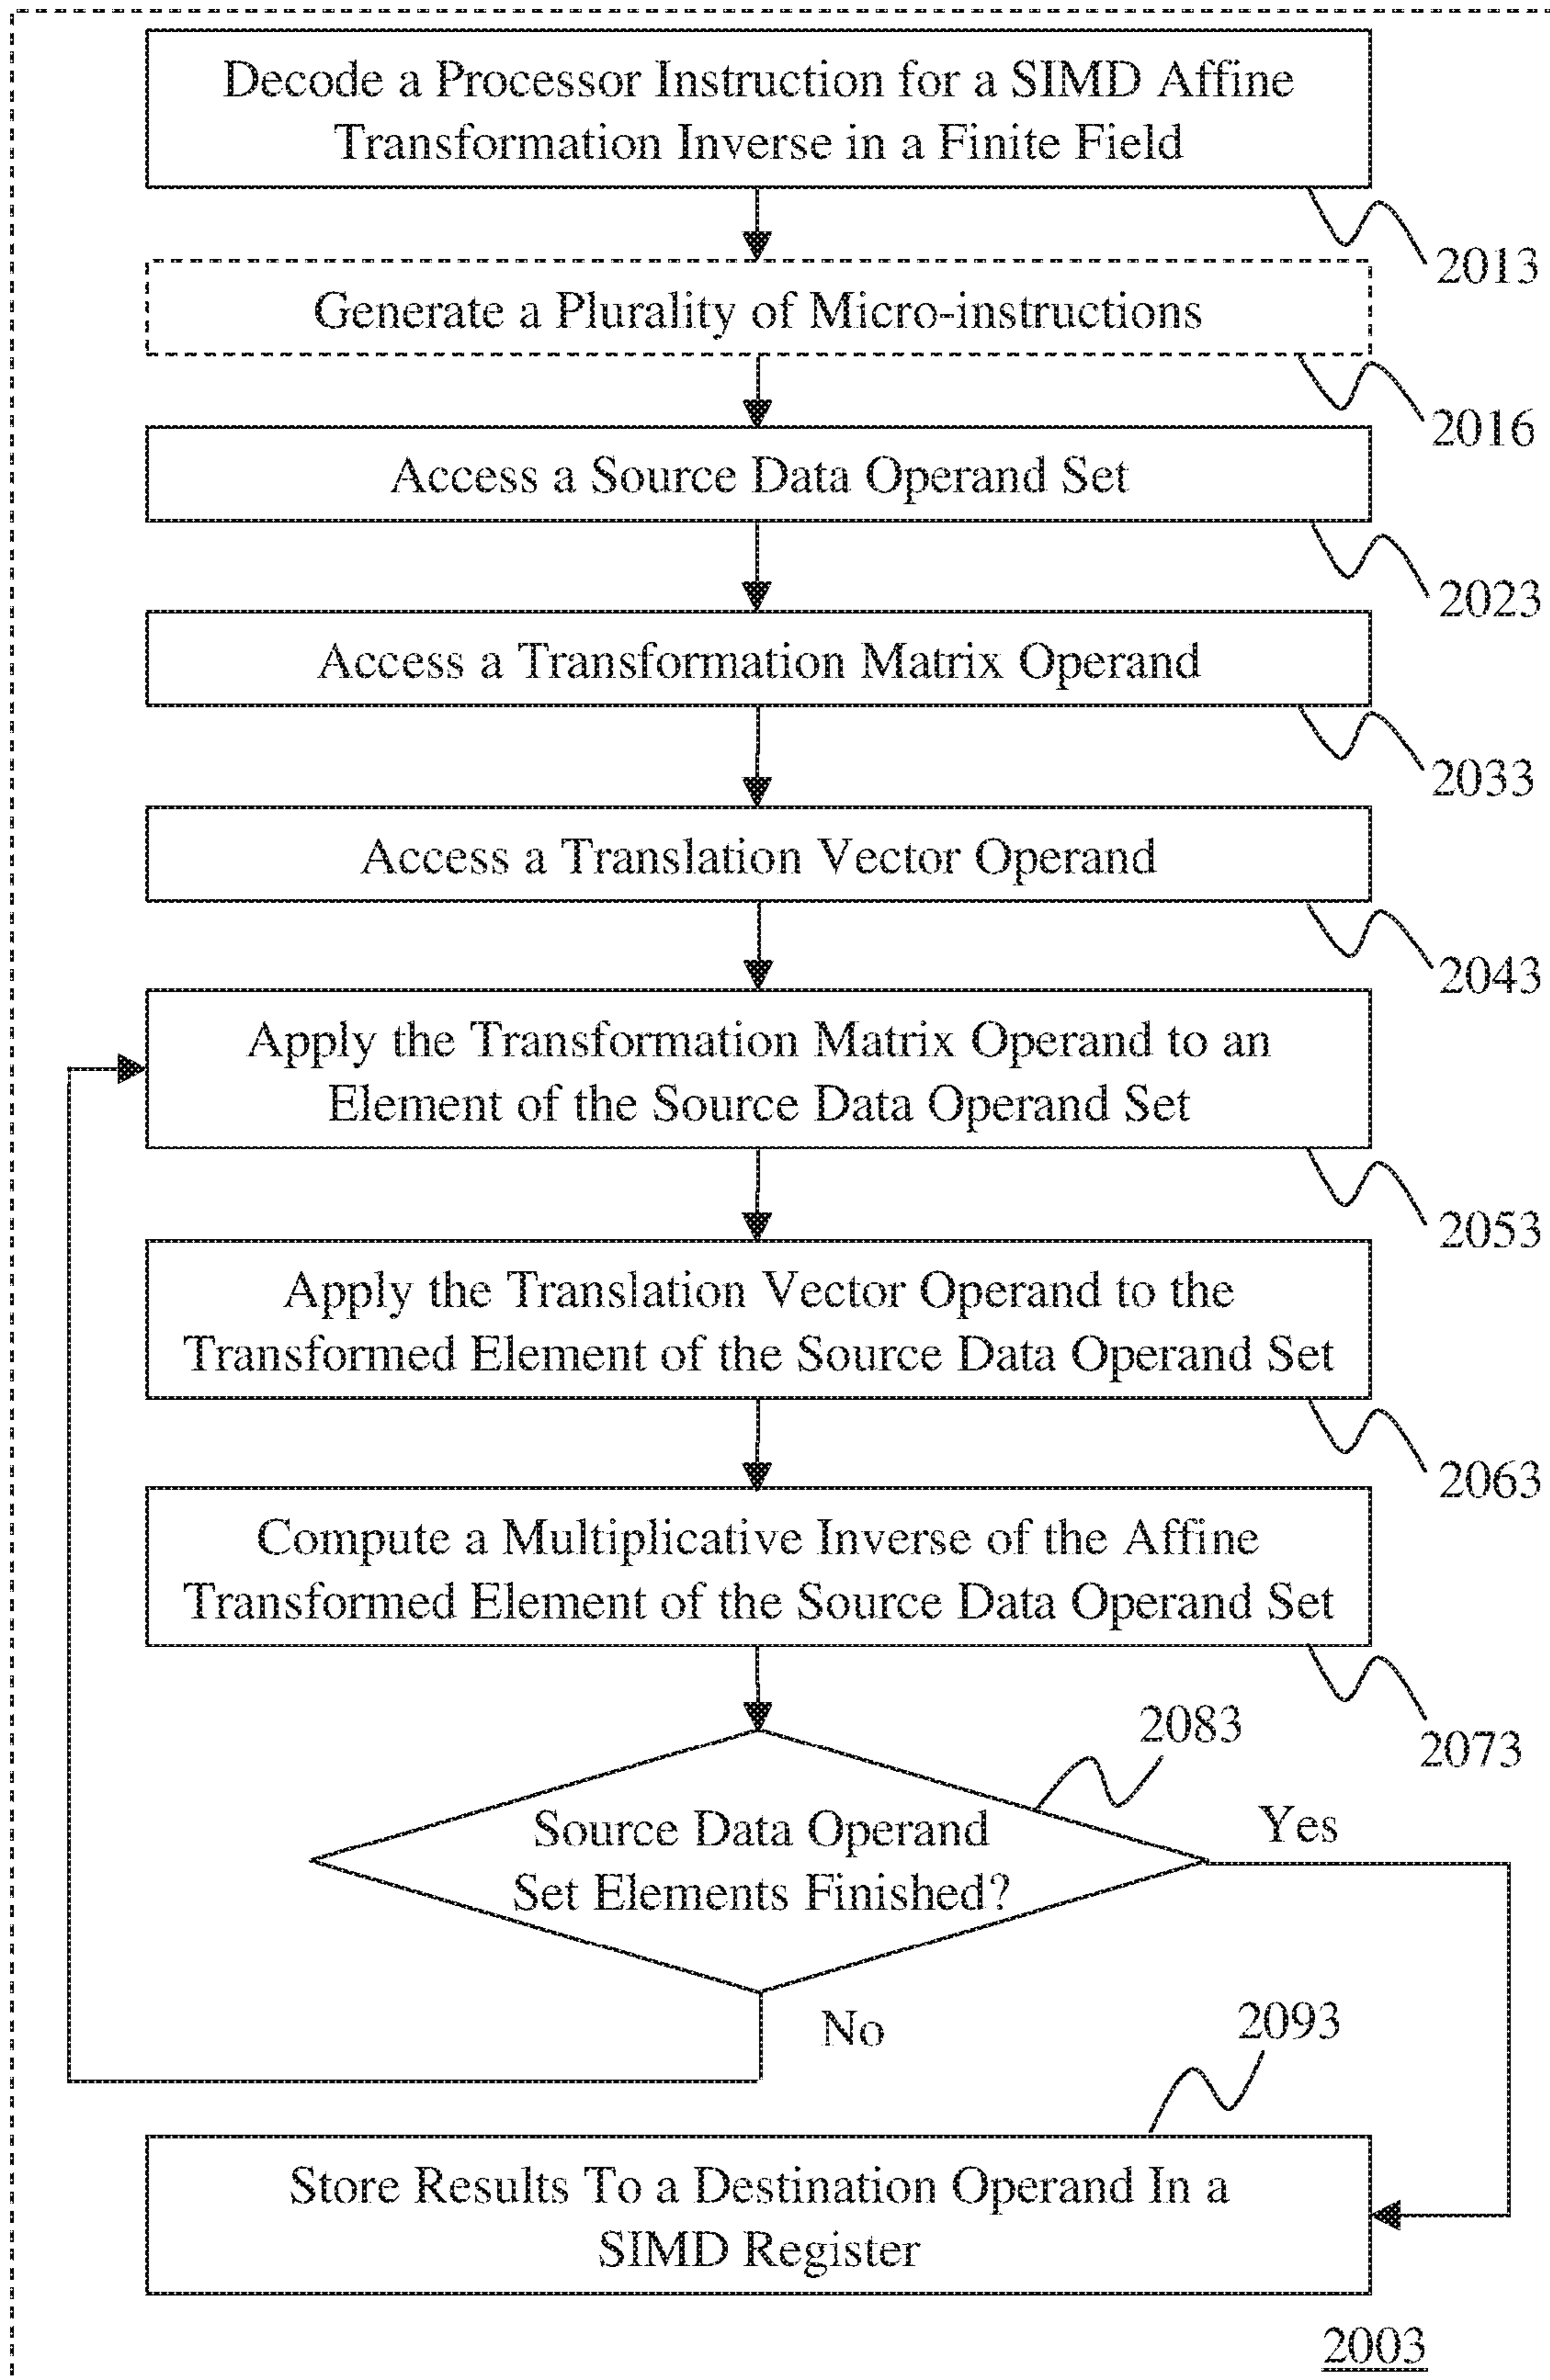 Decode a Processor Instruction for a SIMD Affine
Transformation Inverse in a Finite Field
2013
Generate a Plurality of Micro-instructions
2016
Access a Source Data Operand Set
2023
Access a Transformation Matrix Operand
2033
Access a Translation Vector Operand
2043
Apply the Transformation Matrix Operand to an
Element of the Source Data Operand Set
2053
Apply the Translation Vector Operand to the
Transformed Element of the Source Data Operand Set
2063
Compute a Multiplicative Inverse of the Affine
Transformed Element of the Source Data Operand Set
2073
2083
Source Data Operand
Set Elements Finished?
Yes
No
2093
Store Results To a Destination Operand In a
SIMD Register
2003